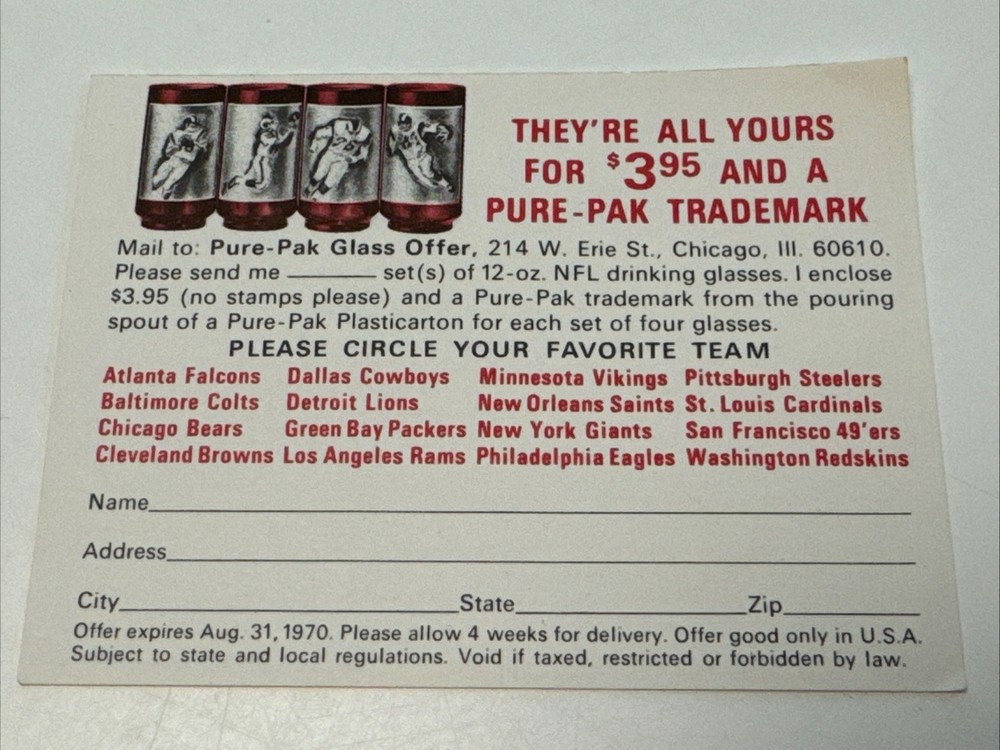 THEY'RE ALL YOURS
FOR $3.95 AND A
PURE-PAK TRADEMARK
Mail to: Pure-Pak Glass Offer, 214 W. Erie St., Chicago, Ill. 60610.
Please send me ________ set(s) of 12-oz. NFL drinking glasses. I enclose
$3.95 (no stamps please) and a Pure-Pak trademark from the pouring
spout of a Pure-Pak Plasticarton for each set of four glasses.
PLEASE CIRCLE YOUR FAVORITE TEAM
Atlanta Falcons Dallas Cowboys Minnesota Vikings Pittsburgh Steelers
Baltimore Colts Detroit Lions New Orleans Saints St. Louis Cardinals
Chicago Bears Green Bay Packers New York Giants San Francisco 49'ers
Cleveland Browns Los Angeles Rams Philadelphia Eagles Washington Redskins
Name
Address
City State Zip
Offer expires Aug. 31, 1970. Please allow 4 weeks for delivery. Offer good only in U.S.A.
Subject to state and local regulations. Void if taxed, restricted or forbidden by law.